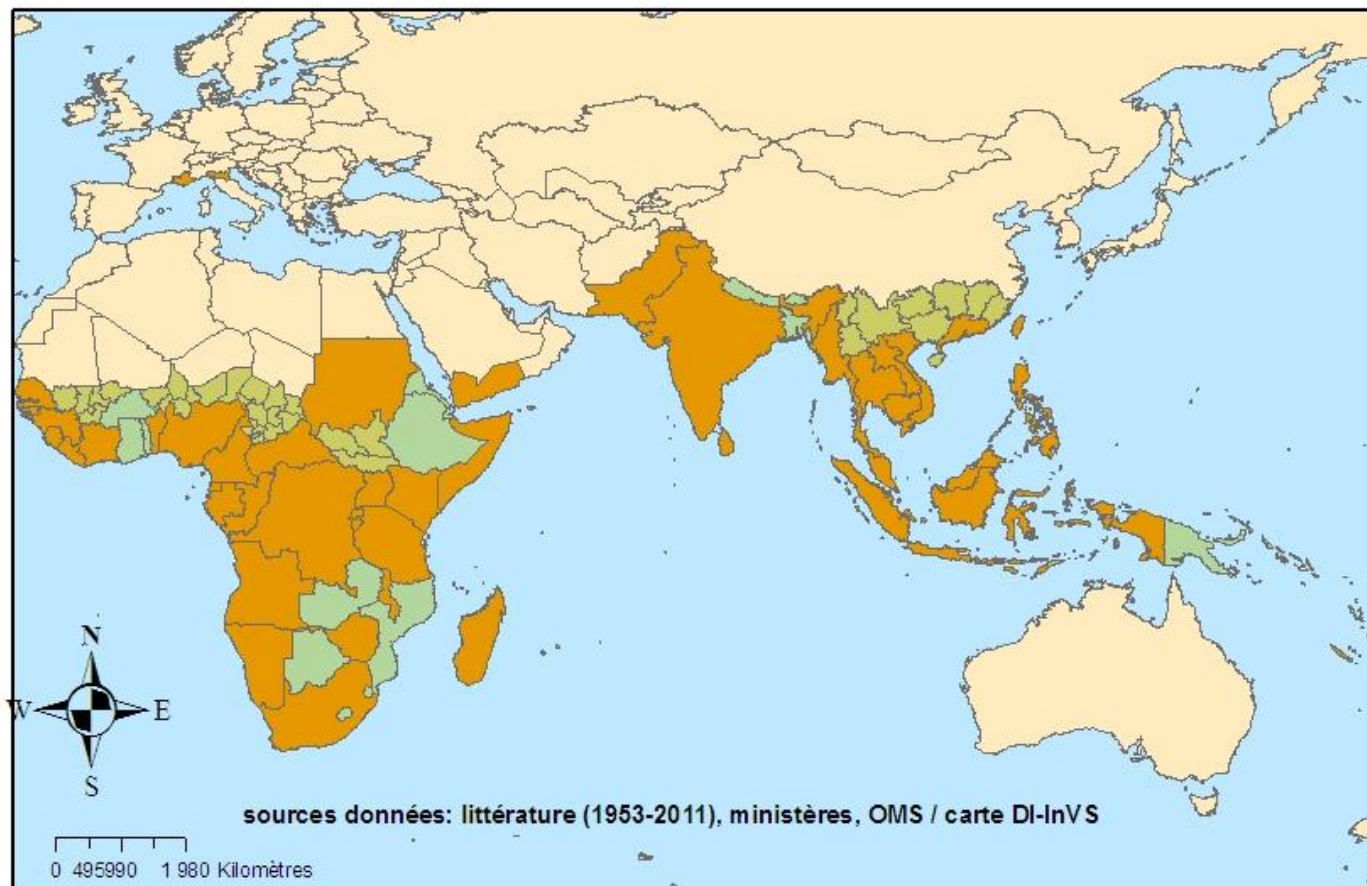 N
W E
S
sources données: littérature (1953-2011), ministères, OMS / carte DI-InVS
0 495990 1 980 Kilomètres